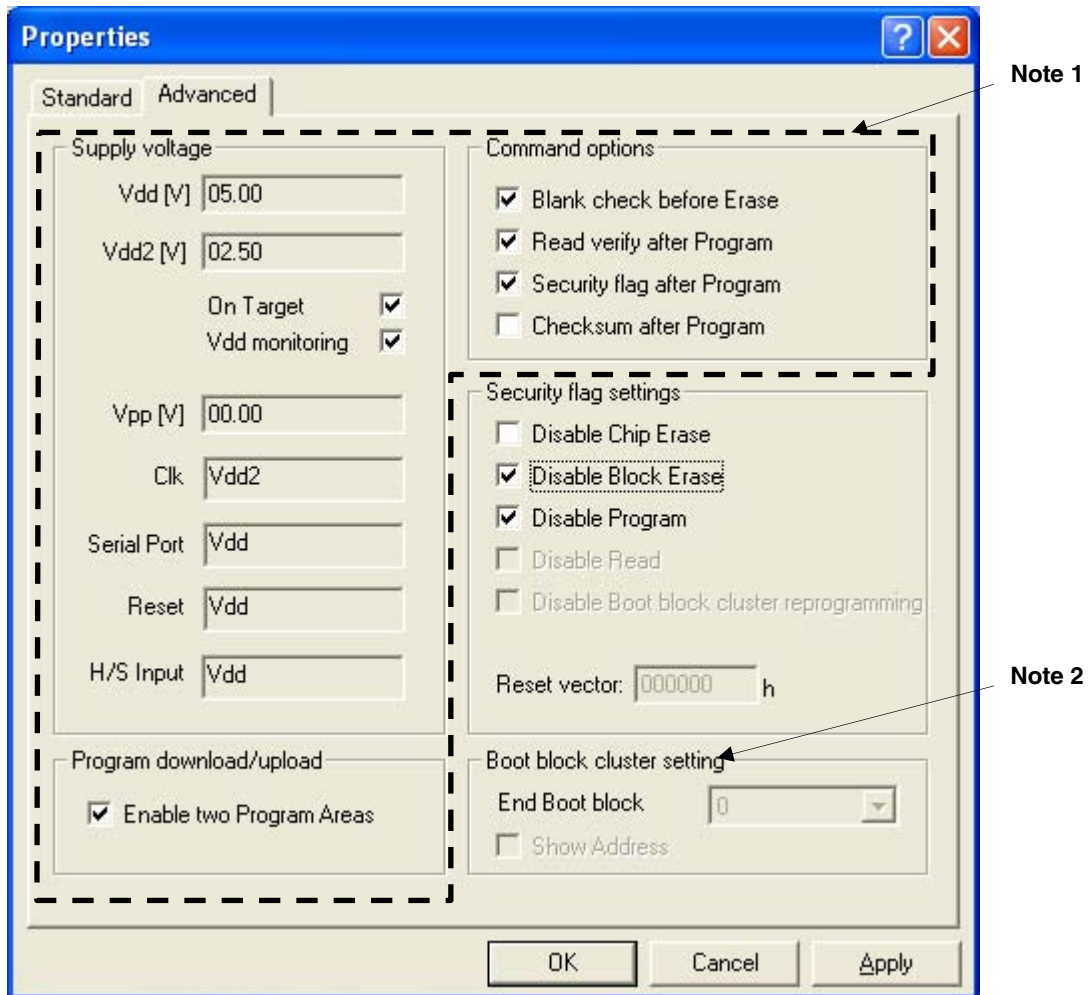 Properties
Note 1
Standard
Advanced
Supply voltage
Vdd [V] 05.00
Vdd2 [V] 02.50
On Target
Vdd monitoring
Vpp [V] 00.00
Clk Vdd2
Serial Port Vdd
Reset Vdd
H/S Input Vdd
Program download/upload
Enable two Program Areas
Command options
Blank check before Erase
Read verify after Program
Security flag after Program
Checksum after Program
Security flag settings
Disable Chip Erase
Disable Block Erase
Disable Program
Disable Read
Disable Boot block cluster reprogramming
Reset vector: 000000 h
Note 2
Boot block cluster setting
End Boot block 0
Show Address
OK
Cancel
Apply